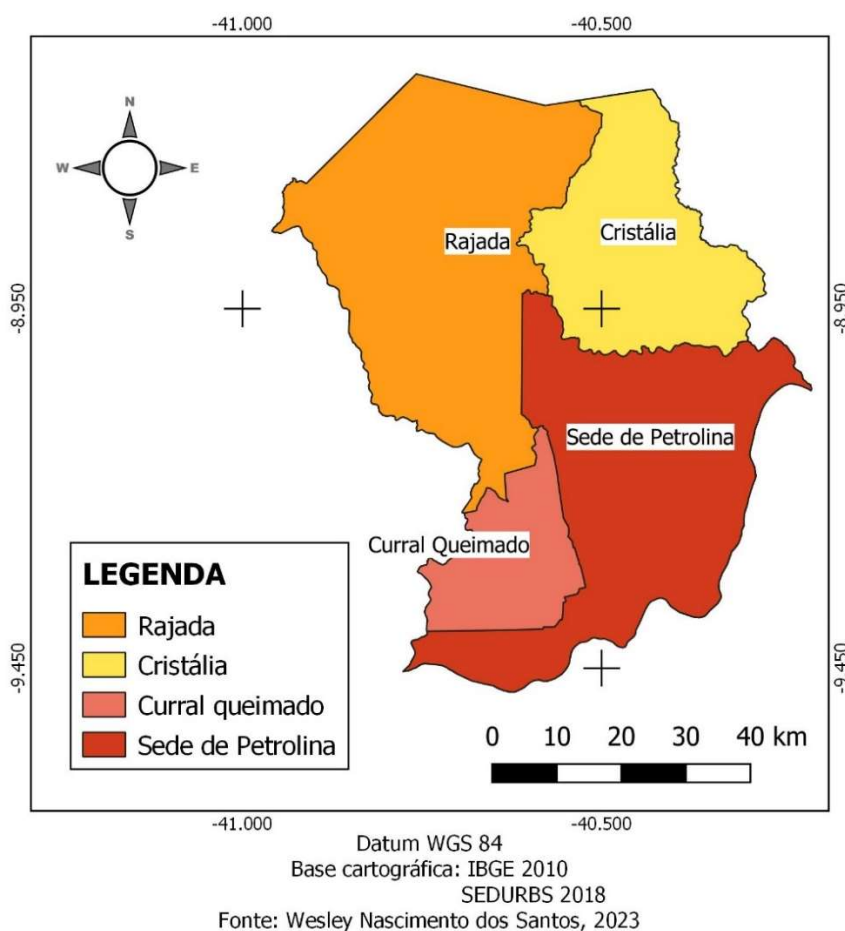 -41.000 -40.500
N
W E
S
Rajada
Cristália
-8.950 -8.950
Sede de Petrolina
Curral Queimado
LEGENDA
Rajada
Cristália
Curral queimado
Sede de Petrolina
-9.450 -9.450
0 10 20 30 40 km
-41.000 -40.500
Datum WGS 84
Base cartográfica: IBGE 2010
SEDURBS 2018
Fonte: Wesley Nascimento dos Santos, 2023